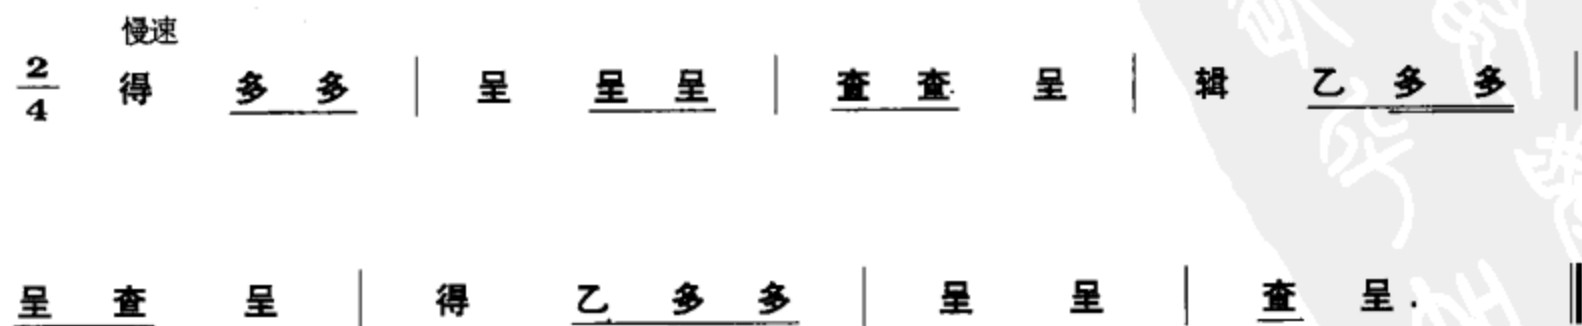 慢速
2/4 得 多 多 | 呈 呈 呈 | 查 查 呈 | 辑 乙 多 多 |
呈 查 呈 | 得 乙 多 多 | 呈 呈 | 查 呈. ‖